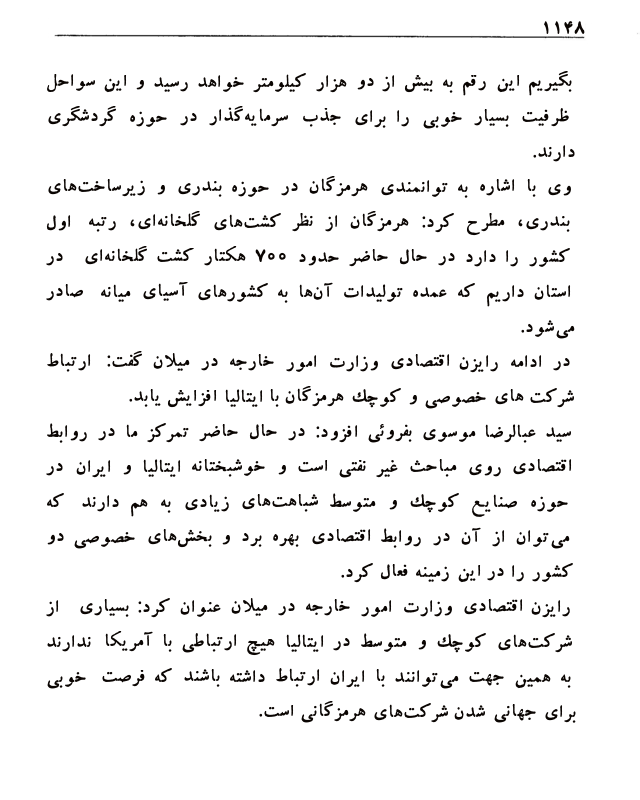 ۱۱۴۸
بگیریم این رقم به بیش از دو هزار کیلومتر خواهد رسید و این سواحل
ظرفیت بسیار خوبی را برای جذب سرمایه‌گذار در حوزه گردشگری
دارند.
وی با اشاره به توانمندی هرمزگان در حوزه بندری و زیرساخت‌های
بندری، مطرح کرد: هرمزگان از نظر کشت‌های گلخانه‌ای، رتبه اول
کشور را دارد در حال حاضر حدود ۷۰۰ هکتار کشت گلخانه‌ای در
استان داریم که عمده تولیدات آن‌ها به کشورهای آسیای میانه صادر
می‌شود.
در ادامه رایزن اقتصادی وزارت امور خارجه در میلان گفت: ارتباط
شرکت های خصوصی و کوچك هرمزگان با ایتالیا افزایش یابد.
سید عبالرضا موسوی بفروئی افزود: در حال حاضر تمرکز ما در روابط
اقتصادی روی مباحث غیر نفتی است و خوشبختانه ایتالیا و ایران در
حوزه صنایع کوچك و متوسط شباهت‌های زیادی به هم دارند که
می‌توان از آن در روابط اقتصادی بهره برد و بخش‌های خصوصی دو
کشور را در این زمینه فعال کرد.
رایزن اقتصادی وزارت امور خارجه در میلان عنوان کرد: بسیاری از
شرکت‌های کوچك و متوسط در ایتالیا هیچ ارتباطی با آمریکا ندارند
به همین جهت می‌توانند با ایران ارتباط داشته باشند که فرصت خوبی
برای جهانی شدن شرکت‌های هرمزگانی است.